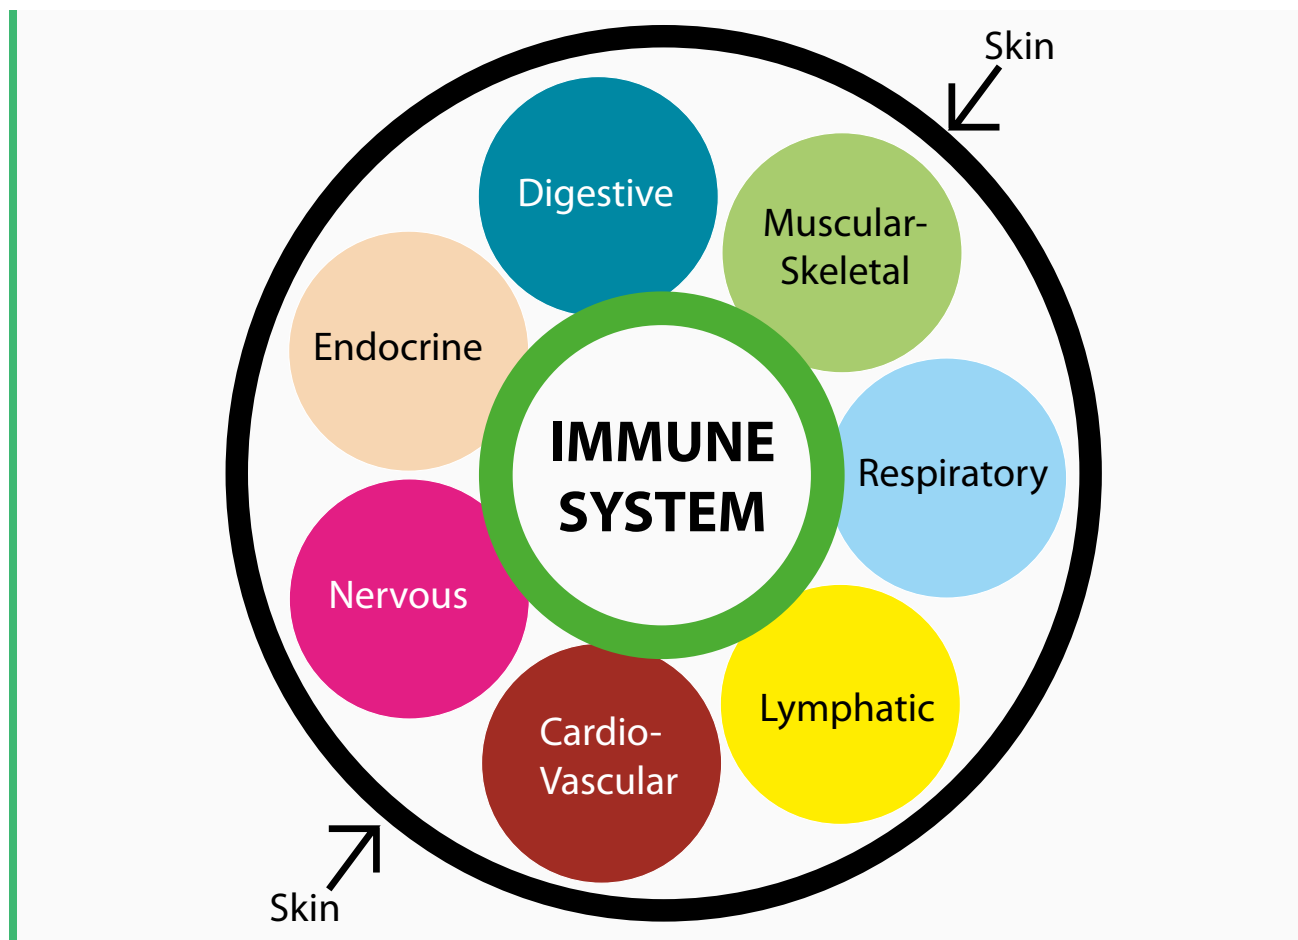 Skin
Digestive
Muscular-
Skeletal
Endocrine
IMMUNE
SYSTEM
Respiratory
Nervous
Lymphatic
Cardio-
Vascular
Skin